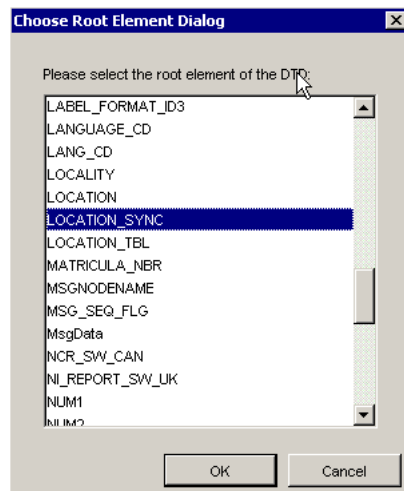 Choose Root Element Dialog
Please select the root element of the DTD:
LABEL_FORMAT_ID3
LANGUAGE_CD
LANG_CD
LOCALITY
LOCATION
LOCATION_SYNC
LOCATION_TBL
MATRICULA_NBR
MSGNODENAME
MSG_SEQ_FLG
MsgData
NCR_SW_CAN
NI_REPORT_SW_UK
NUM1
NUM2
OK Cancel